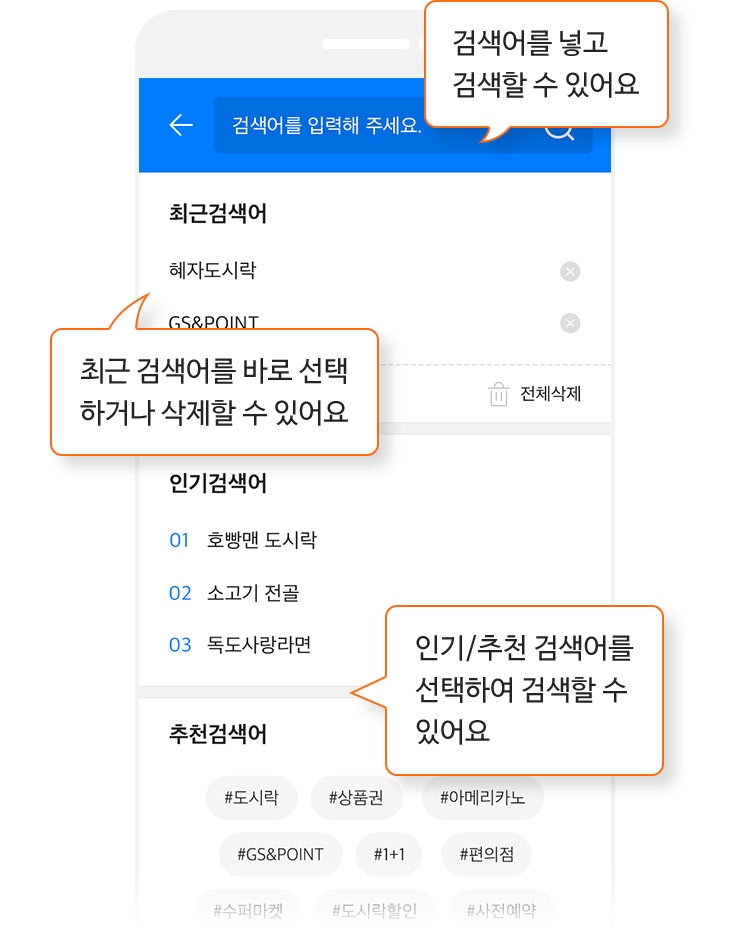 검색어를 넣고
검색할 수 있어요
검색어를 입력해 주세요.
최근검색어
혜자도시락
GS&POINT
최근 검색어를 바로 선택
하거나 삭제할 수 있어요
전체삭제
인기검색어
01 호빵맨 도시락
02 소고기 전골
03 독도사랑라면
인기/추천 검색어를
선택하여 검색할 수
있어요
추천검색어
#도시락 #상품권 #아메리카노
#GS&POINT #1+1 #편의점
#수퍼마켓 #도시락할인 #사전예약